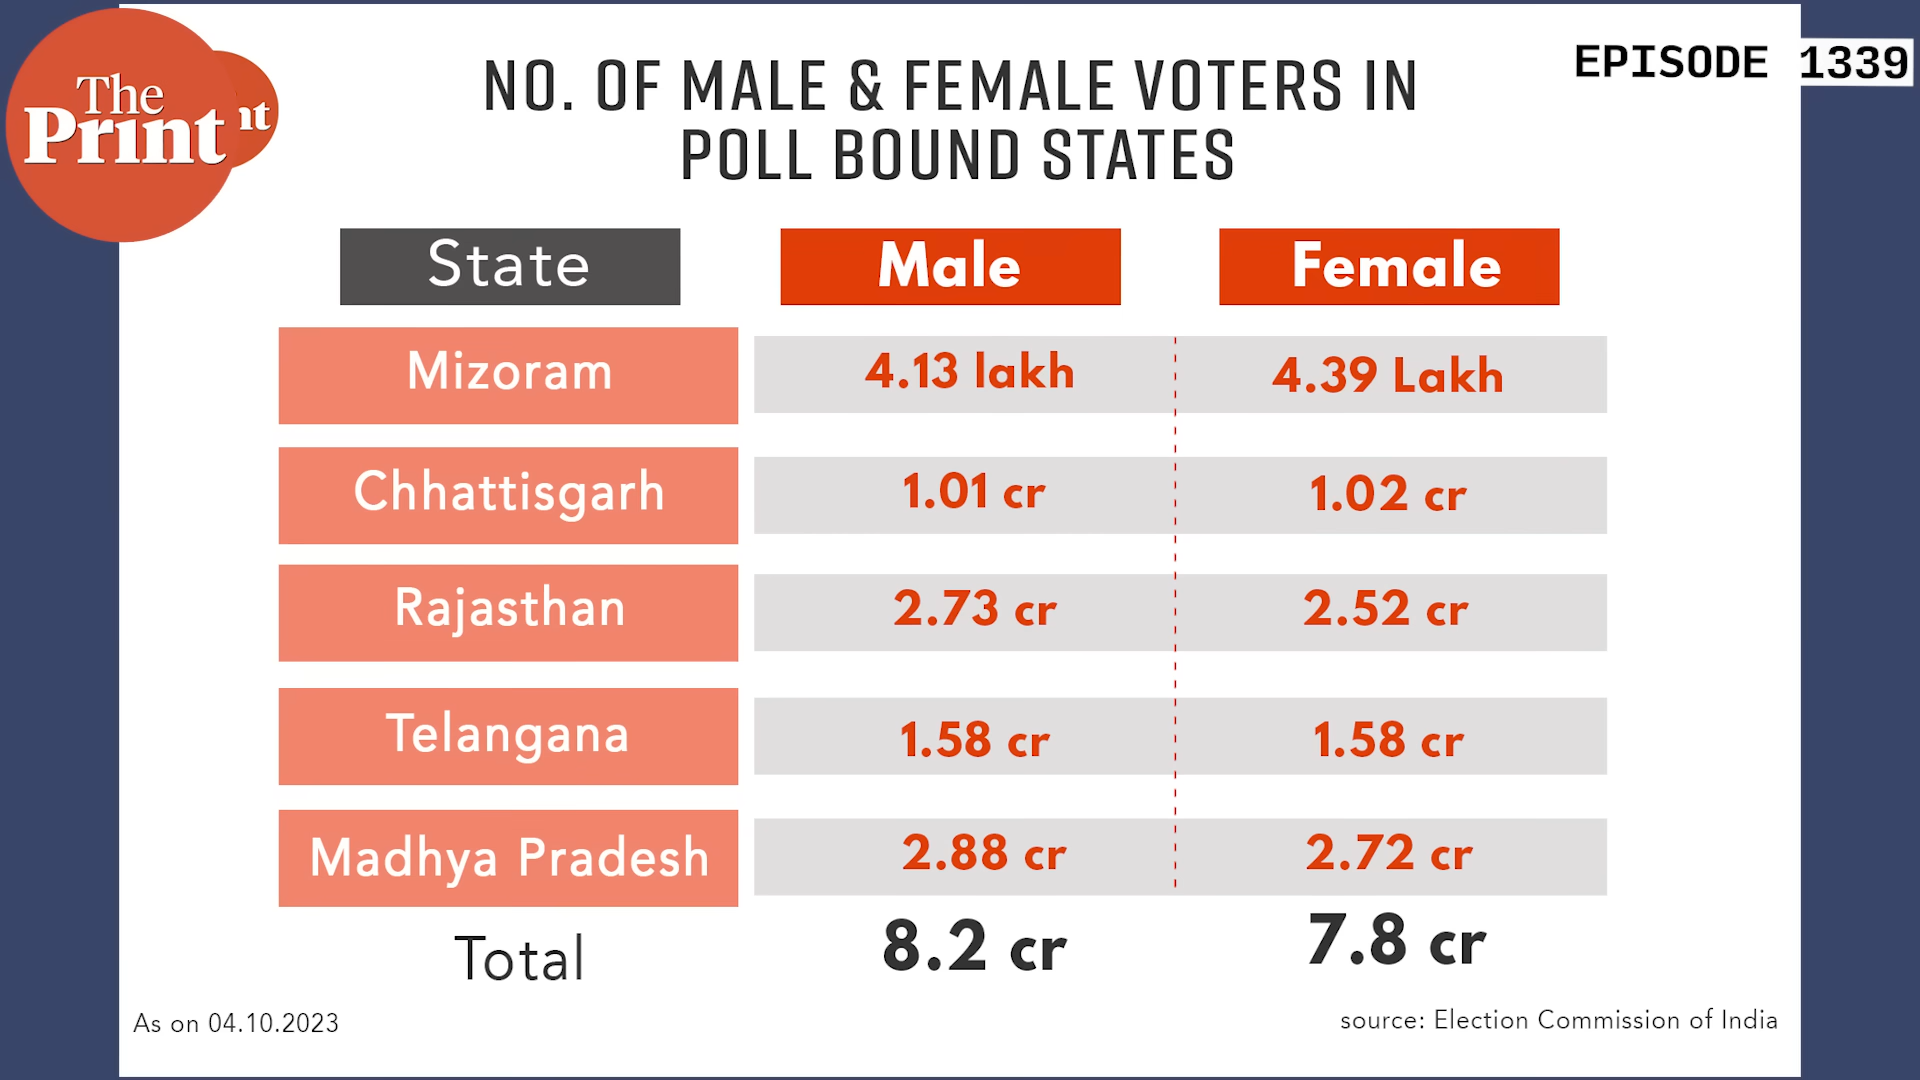 The
Print
ıt
EPISODE 1339
NO. OF MALE & FEMALE VOTERS IN
POLL BOUND STATES
State Male Female
Mizoram 4.13 lakh 4.39 Lakh
Chhattisgarh 1.01 cr 1.02 cr
Rajasthan 2.73 cr 2.52 cr
Telangana 1.58 cr 1.58 cr
Madhya Pradesh 2.88 cr 2.72 cr
Total 8.2 cr 7.8 cr
As on 04.10.2023
source: Election Commission of India